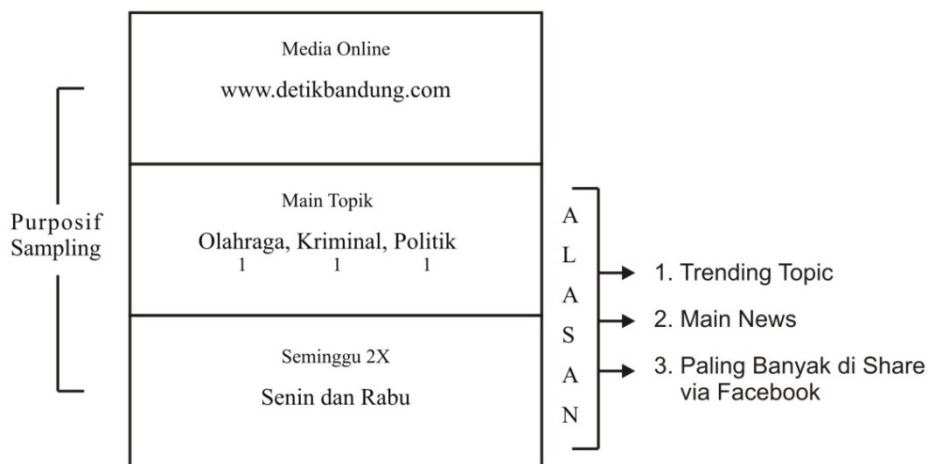 Media Online
www.detikbandung.com
Purposif
Sampling
Main Topik
Olahraga, Kriminal, Politik
1 1 1
Seminggu 2X
Senin dan Rabu
A
L
A
S
A
N
1. Trending Topic
2. Main News
3. Paling Banyak di Share
via Facebook